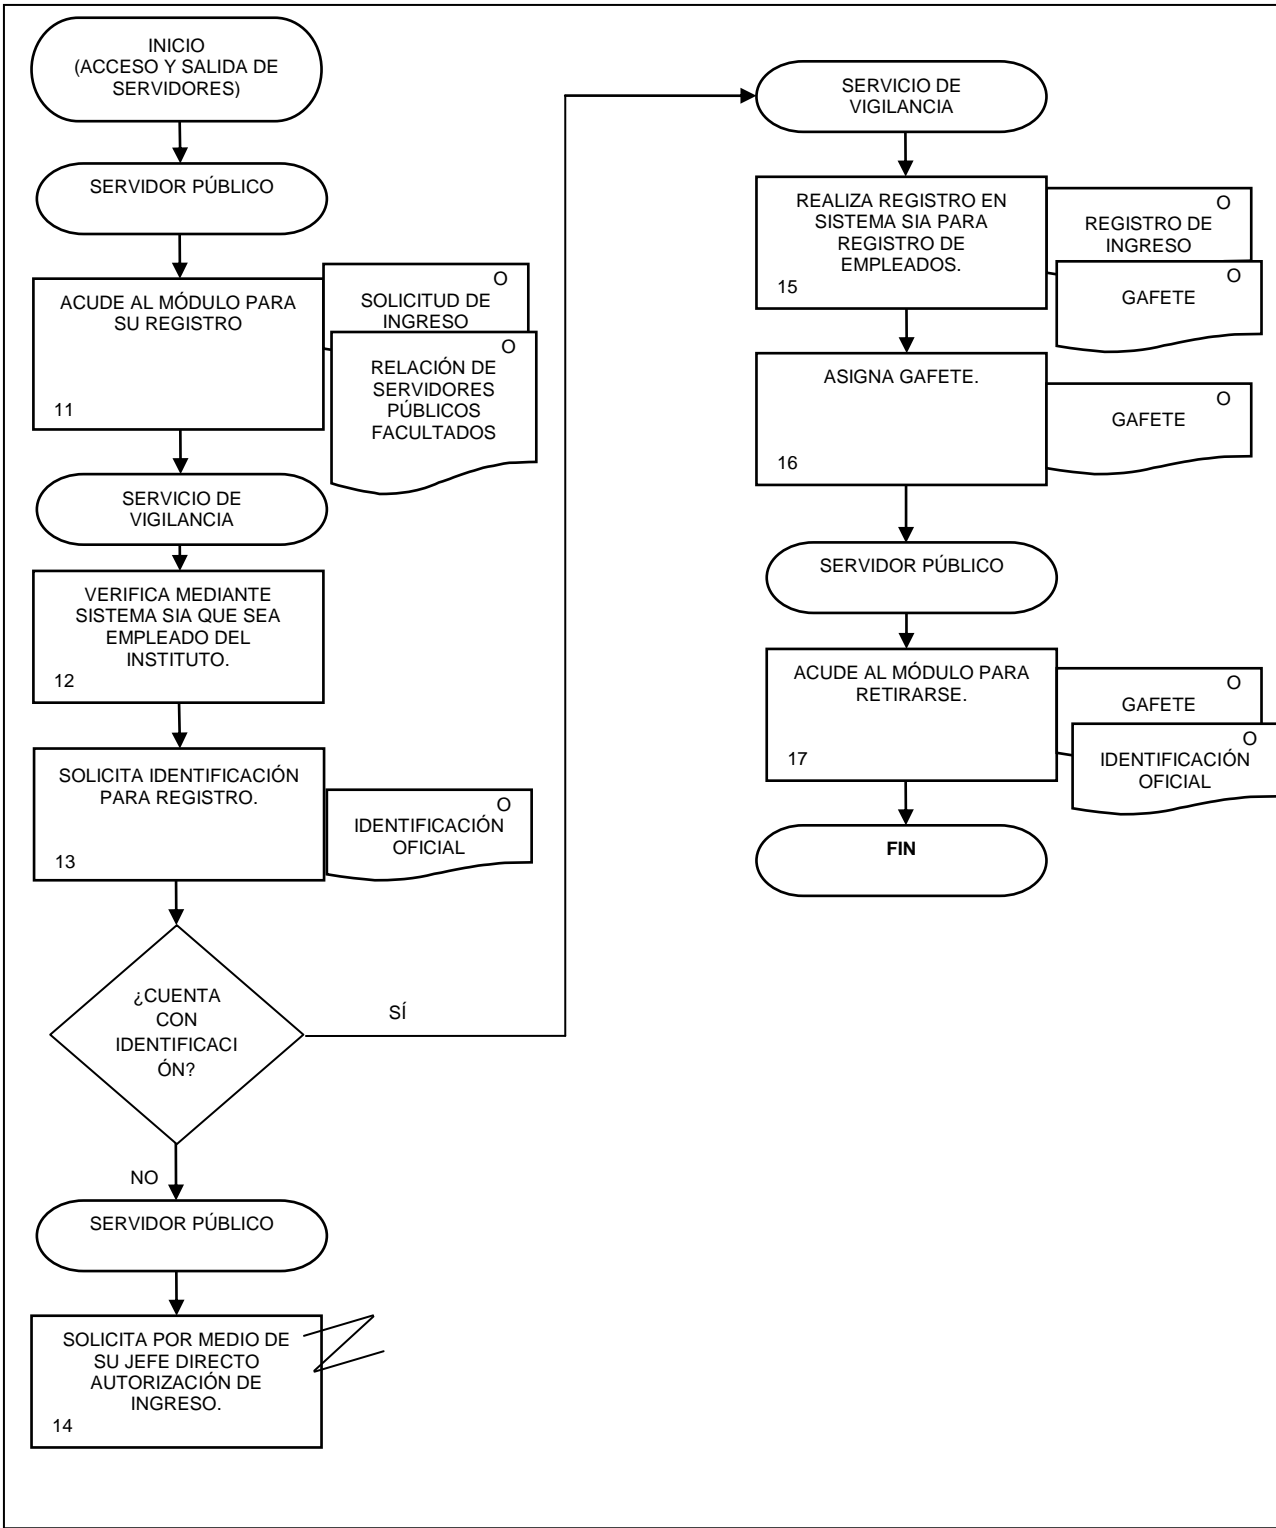 INICIO
(ACCESO Y SALIDA DE
SERVIDORES)
SERVIDOR PÚBLICO
ACUDE AL MÓDULO PARA
SU REGISTRO
11
O
SOLICITUD DE
INGRESO
O
RELACIÓN DE
SERVIDORES
PÚBLICOS
FACULTADOS
SERVICIO DE
VIGILANCIA
VERIFICA MEDIANTE
SISTEMA SIA QUE SEA
EMPLEADO DEL
INSTITUTO.
12
SOLICITA IDENTIFICACIÓN
PARA REGISTRO.
13
O
IDENTIFICACIÓN
OFICIAL
¿CUENTA
CON
IDENTIFICACI
ÓN?
SÍ
NO
SERVIDOR PÚBLICO
SOLICITA POR MEDIO DE
SU JEFE DIRECTO
AUTORIZACIÓN DE
INGRESO.
14
SERVICIO DE
VIGILANCIA
REALIZA REGISTRO EN
SISTEMA SIA PARA
REGISTRO DE
EMPLEADOS.
15
O
REGISTRO DE
INGRESO
O
GAFETE
ASIGNA GAFETE.
16
O
GAFETE
SERVIDOR PÚBLICO
ACUDE AL MÓDULO PARA
RETIRARSE.
17
O
GAFETE
O
IDENTIFICACIÓN
OFICIAL
FIN